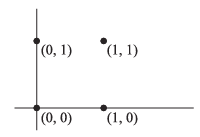 (0, 1) (1, 1)
(0, 0) (1, 0)